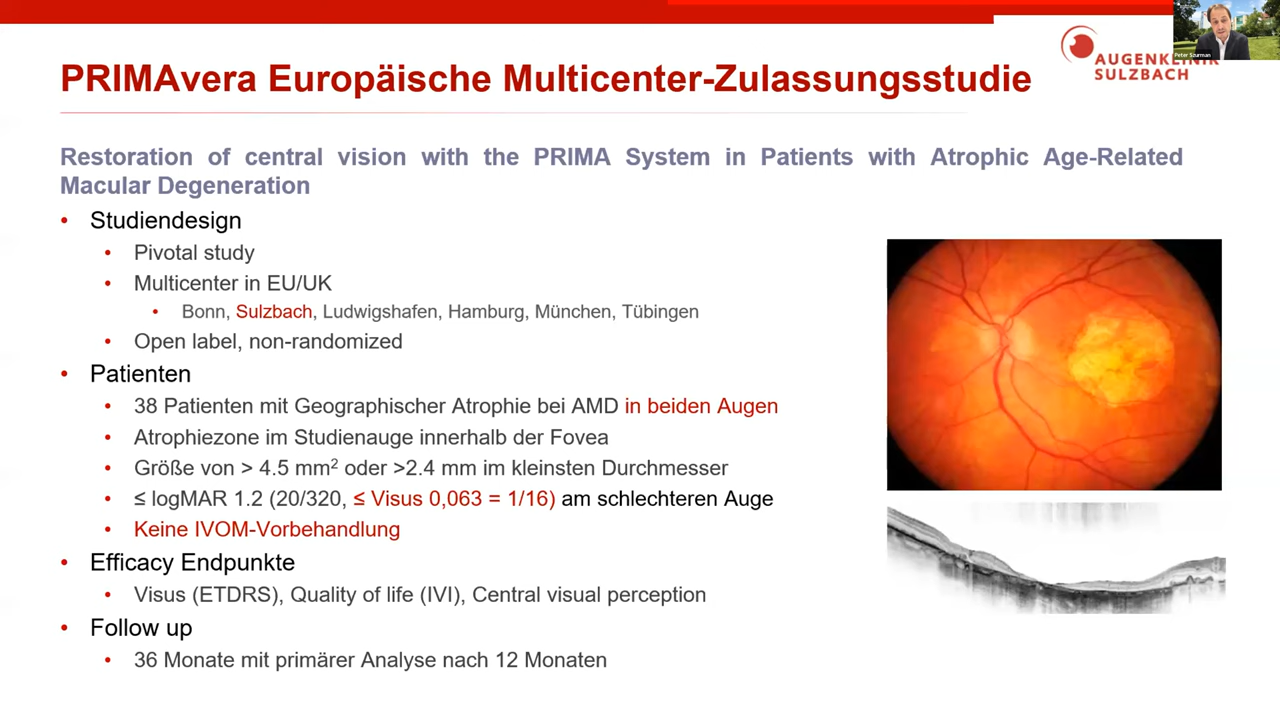 PRIMAvera Europäische Multicenter-Zulassungsstudie
AUGENKLINIK
SULZBACH
Peter Szurman
Restoration of central vision with the PRIMA System in Patients with Atrophic Age-Related
Macular Degeneration
• Studiendesign
• Pivotal study
• Multicenter in EU/UK
• Bonn, Sulzbach, Ludwigshafen, Hamburg, München, Tübingen
• Open label, non-randomized
• Patienten
• 38 Patienten mit Geographischer Atrophie bei AMD in beiden Augen
• Atrophiezone im Studienauge innerhalb der Fovea
• Größe von > 4.5 mm² oder >2.4 mm im kleinsten Durchmesser
• ≤ logMAR 1.2 (20/320, ≤ Visus 0,063 = 1/16) am schlechteren Auge
• Keine IVOM-Vorbehandlung
• Efficacy Endpunkte
• Visus (ETDRS), Quality of life (IVI), Central visual perception
• Follow up
• 36 Monate mit primärer Analyse nach 12 Monaten